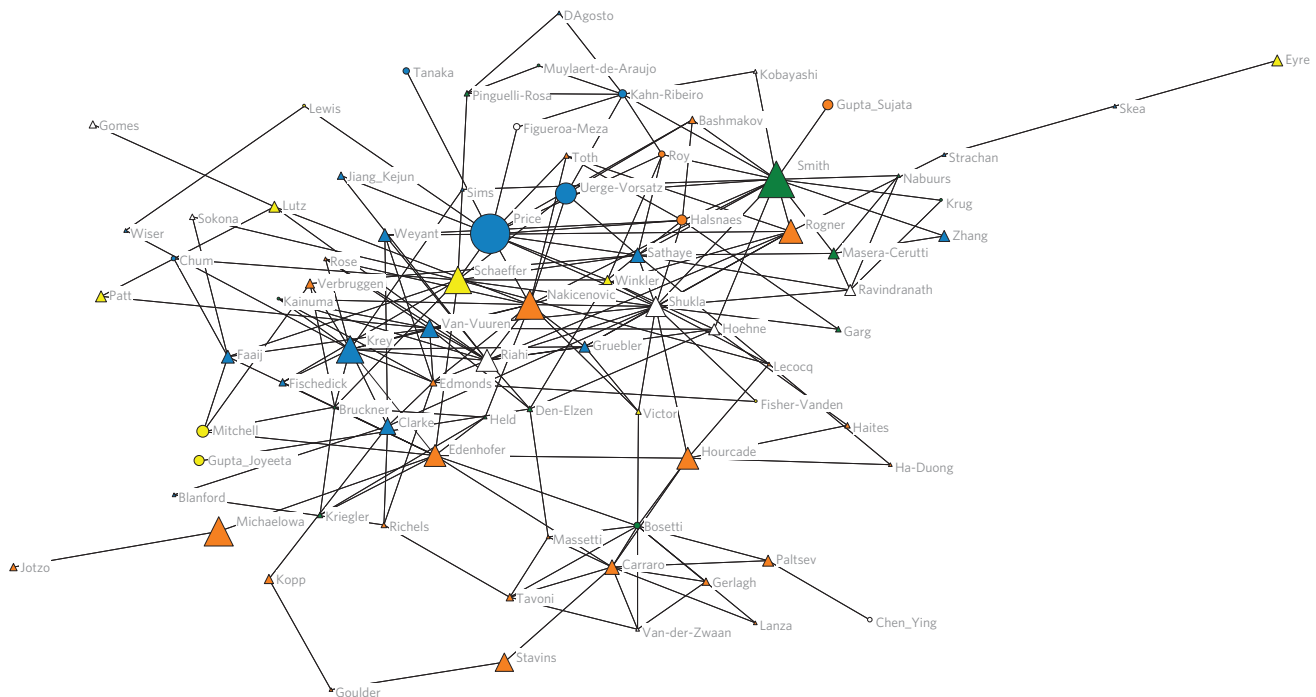 DAgosto
Eyre
Tanaka
Muylaert-de-Araujo
Kobayashi
Pinguelli-Rosa
Kahn-Ribeiro
Gupta_Sujata
Lewis
Skea
Gomes
Figueroa-Meza
Bashmakov
Toth
Roy
Strachan
Smith
Jiang_Kejun
Sims
Uerge-Vorsatz
Nabuurs
Lutz
Krug
Sokona
Price
Halsnaes
Rogner
Wiser
Weyant
Zhang
Chum
Rose
Schaeffer
Sathaye
Masera-Cerutti
Verbruggen
Winkler
Ravindranath
Patt
Kainuma
Nakicenovic
Shukla
Van-Vuuren
Hoehne
Garg
Krey
Riahi
Gruebler
Faaij
Lecocq
Fischedick
Edmonds
Fisher-Vanden
Bruckner
Held
Den-Elzen
Victor
Clarke
Haites
Mitchell
Edenhofer
Hourcade
Gupta_Joyeeta
Ha-Duong
Blanford
Kriegler
Michaelowa
Richels
Bosetti
Massetti
Jotzo
Carraro
Paltsev
Kopp
Gerlagh
Tavoni
Lanza
Chen_Ying
Van-der-Zwaan
Stavins
Goulder